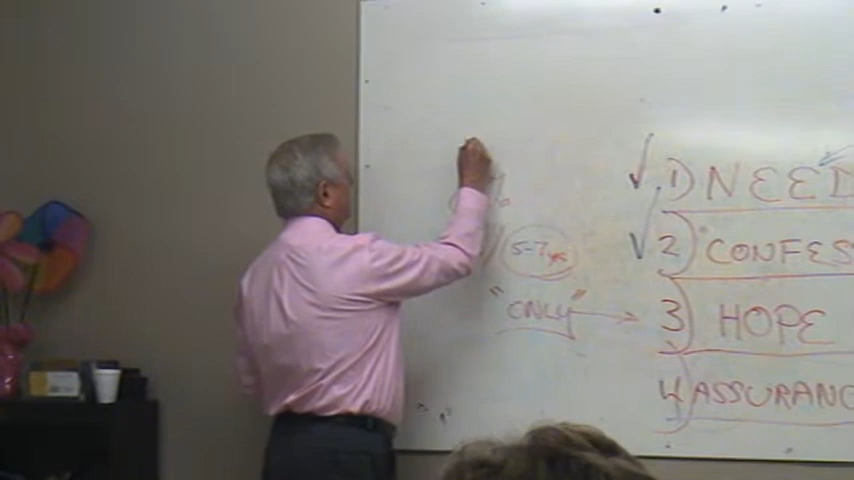 1) NEED
2) CONFES
5-7 yrs
"ONLY"
3) HOPE
4) ASSURANC